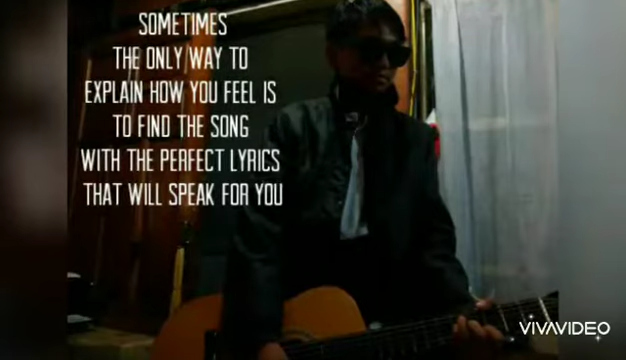 SOMETIMES
THE ONLY WAY TO
EXPLAIN HOW YOU FEEL IS
TO FIND THE SONG
WITH THE PERFECT LYRICS
THAT WILL SPEAK FOR YOU
VIVAVIDEO